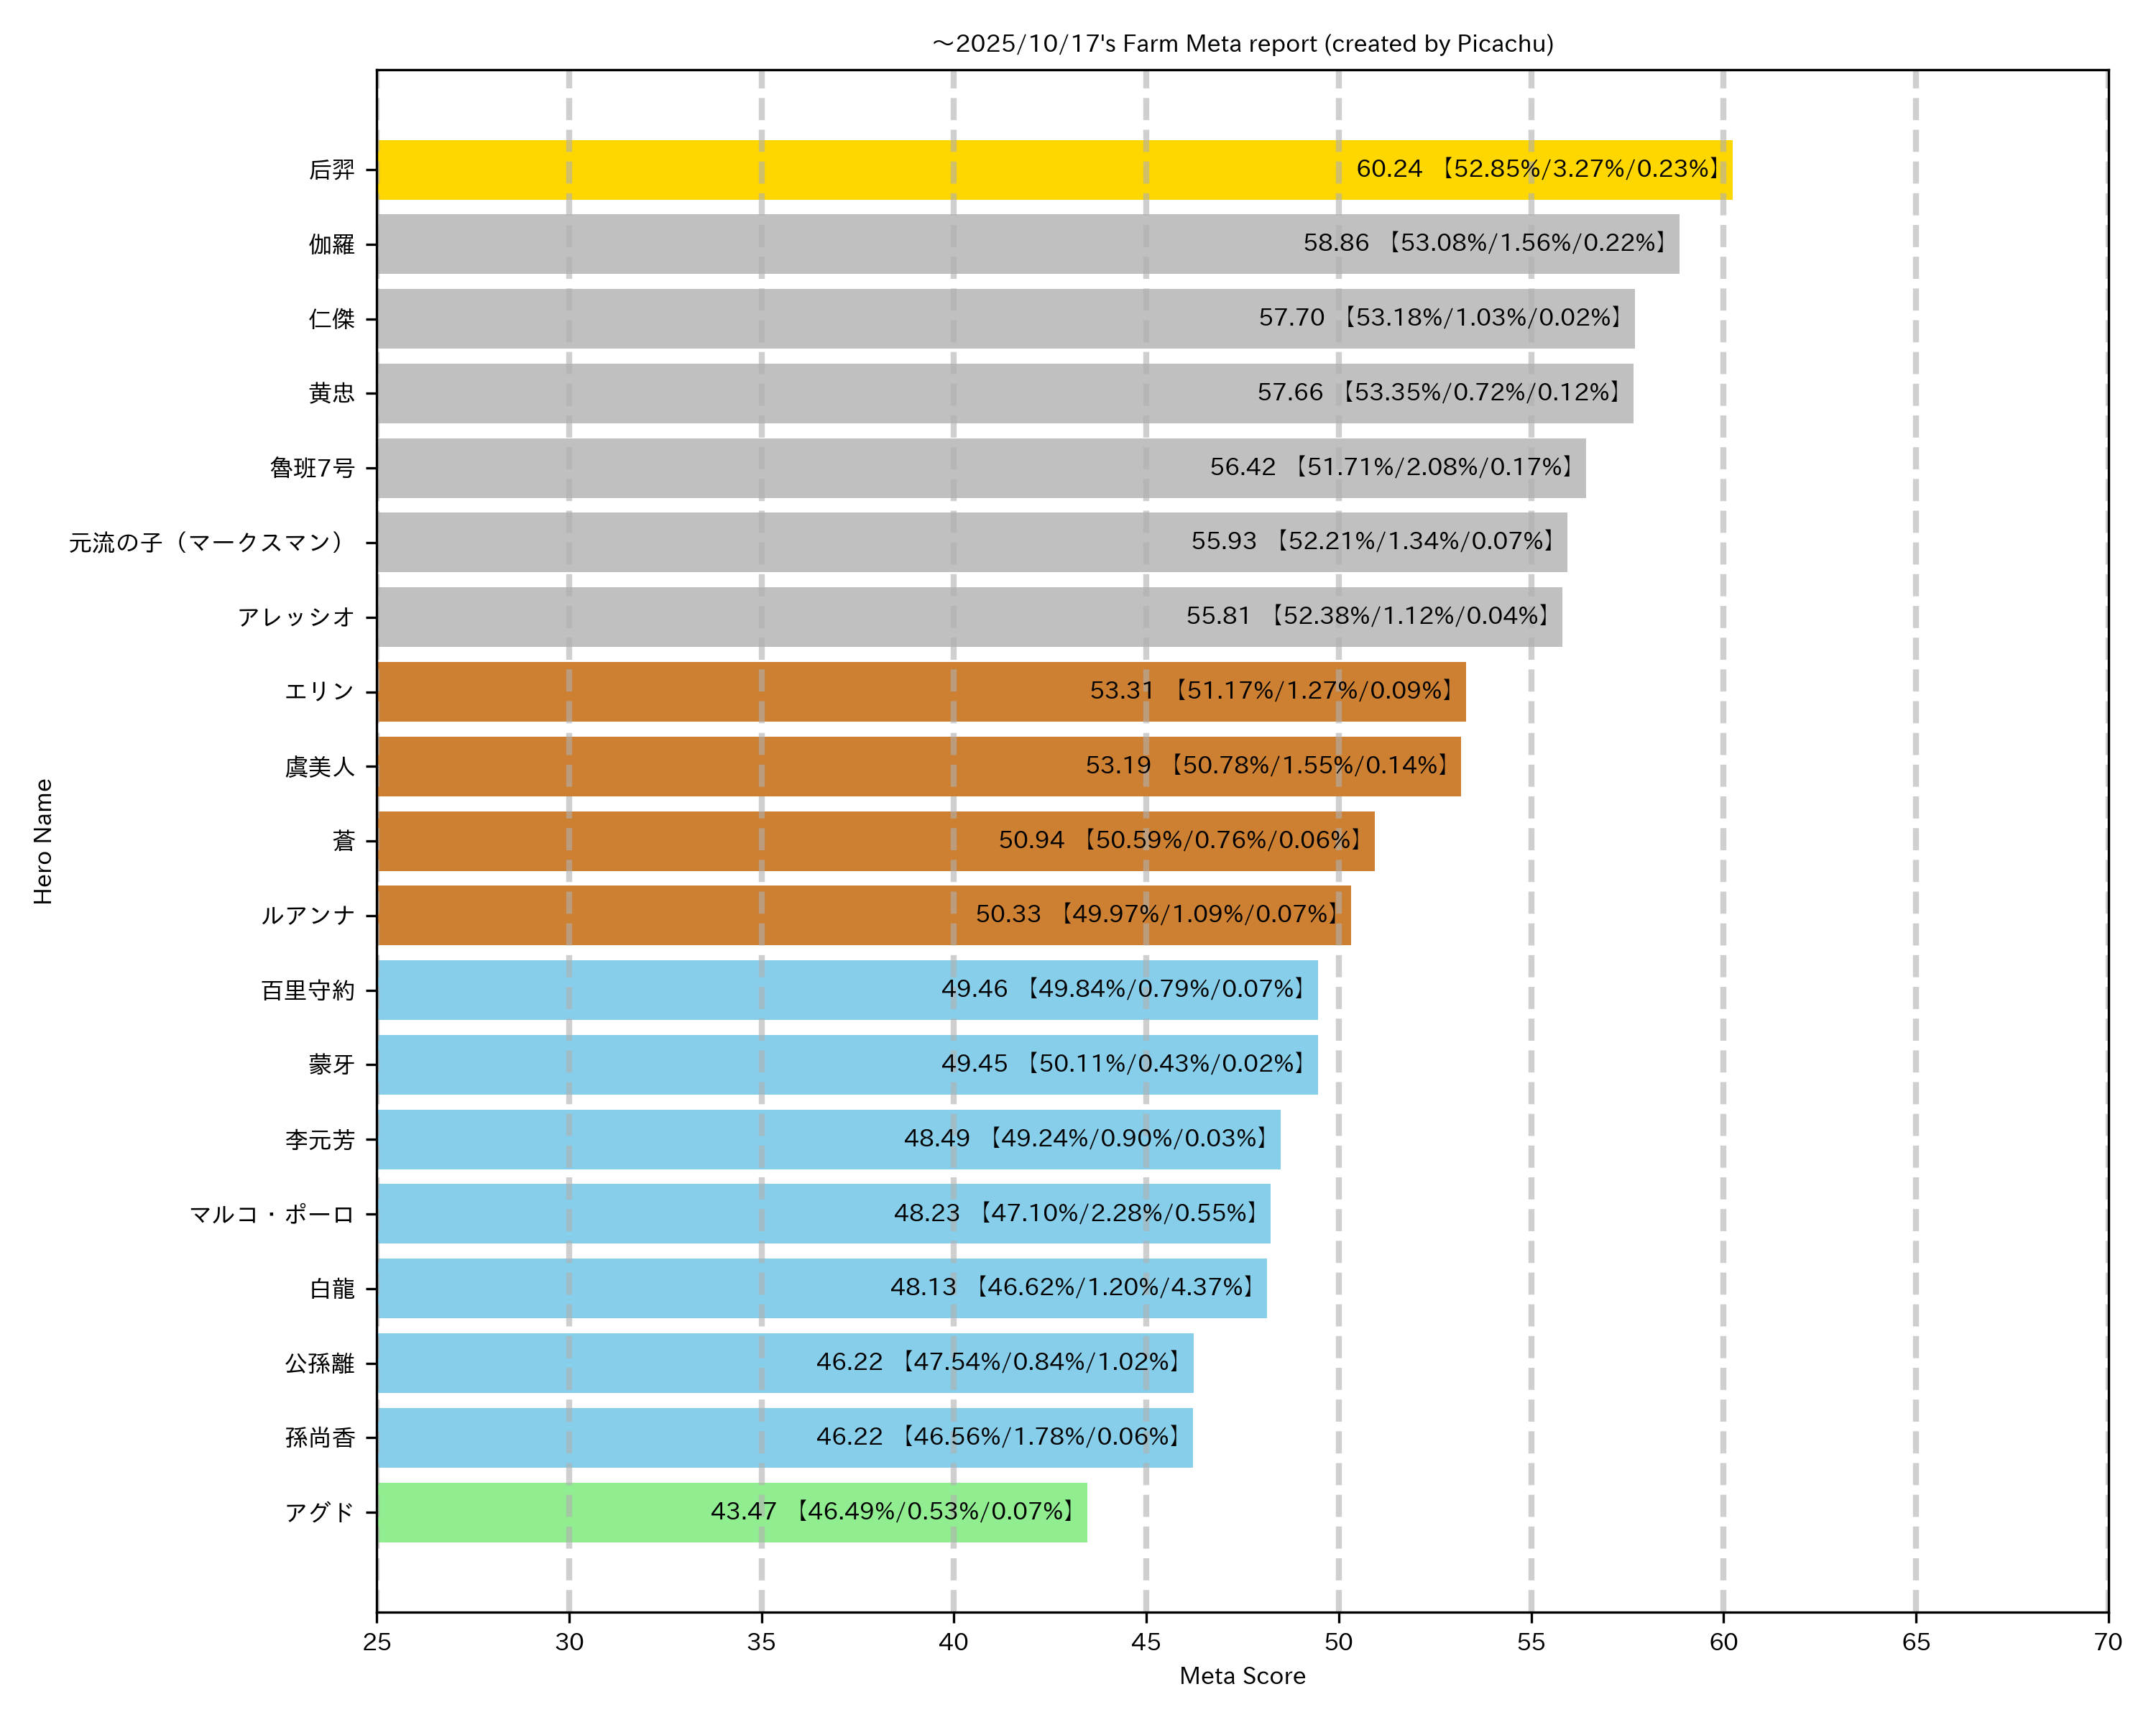 ～2025/10/17's Farm Meta report (created by Picachu)
后羿 60.24 【52.85%/3.27%/0.23%】
伽羅 58.86 【53.08%/1.56%/0.22%】
仁傑 57.70 【53.18%/1.03%/0.02%】
黄忠 57.66 【53.35%/0.72%/0.12%】
魯班7号 56.42 【51.71%/2.08%/0.17%】
元流の子（マークスマン） 55.93 【52.21%/1.34%/0.07%】
アレッシオ 55.81 【52.38%/1.12%/0.04%】
エリン 53.31 【51.17%/1.27%/0.09%】
虞美人 53.19 【50.78%/1.55%/0.14%】
蒼 50.94 【50.59%/0.76%/0.06%】
ルアンナ 50.33 【49.97%/1.09%/0.07%】
百里守約 49.46 【49.84%/0.79%/0.07%】
蒙牙 49.45 【50.11%/0.43%/0.02%】
李元芳 48.49 【49.24%/0.90%/0.03%】
マルコ・ポーロ 48.23 【47.10%/2.28%/0.55%】
白龍 48.13 【46.62%/1.20%/4.37%】
公孫離 46.22 【47.54%/0.84%/1.02%】
孫尚香 46.22 【46.56%/1.78%/0.06%】
アグド 43.47 【46.49%/0.53%/0.07%】
Hero Name
25 30 35 40 45 50 55 60 65 70
Meta Score